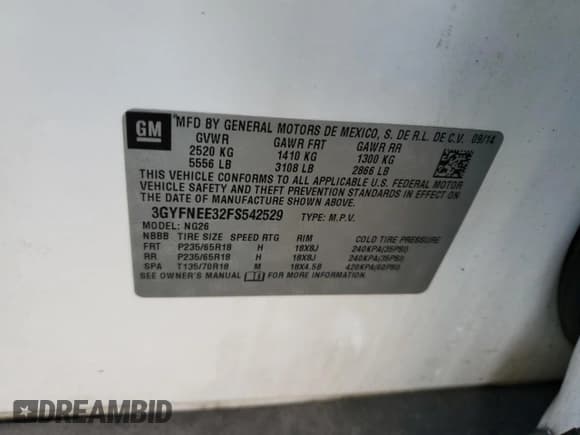 GM
*MFD BY GENERAL MOTORS DE MEXICO, S. DE R.L. DE C.V. 09/14
GVWR GAWR FRT GAWR RR
2520 KG 1410 KG 1300 KG
5556 LB 3108 LB 2866 LB
THIS VEHICLE CONFORMS TO ALL APPLICABLE U.S. FEDERAL MOTOR
VEHICLE SAFETY AND THEFT PREVENTION STANDARDS IN EFFECT ON
THE DATE OF MANUFACTURE SHOWN ABOVE.
3GYFNEE32FS542529 TYPE: M.P.V.
MODEL: NG26
NBBB TIRE SIZE SPEED RTG RIM COLD TIRE PRESSURE
FRT P235/65R18 H 18X8J 240KPA(35PSI)
RR P235/65R18 H 18X8J 240KPA(35PSI)
SPA T135/70R18 M 18X4.5B 420KPA(60PSI)
SEE OWNER'S MANUAL FOR MORE INFORMATION.
DREAMBID